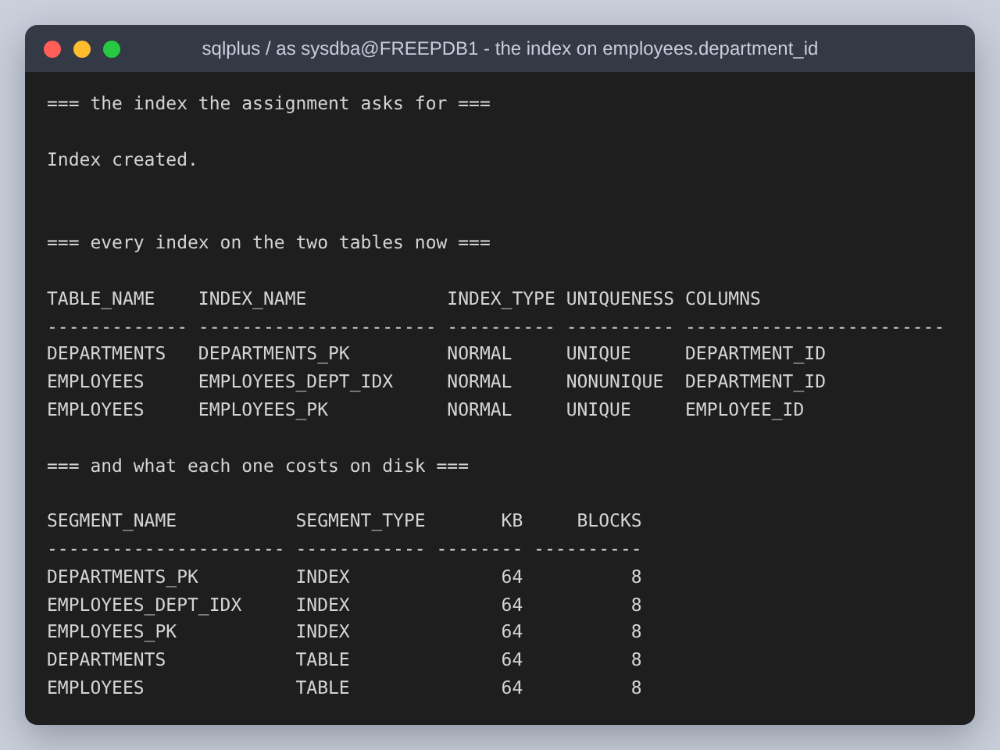 sqlplus / as sysdba@FREEPDB1 - the index on employees.department_id
=== the index the assignment asks for ===
Index created.
=== every index on the two tables now ===
TABLE_NAME    INDEX_NAME             INDEX_TYPE UNIQUENESS COLUMNS
------------- ---------------------- ---------- ---------- ------------------------
DEPARTMENTS   DEPARTMENTS_PK         NORMAL     UNIQUE     DEPARTMENT_ID
EMPLOYEES     EMPLOYEES_DEPT_IDX     NORMAL     NONUNIQUE  DEPARTMENT_ID
EMPLOYEES     EMPLOYEES_PK           NORMAL     UNIQUE     EMPLOYEE_ID
=== and what each one costs on disk ===
SEGMENT_NAME           SEGMENT_TYPE       KB     BLOCKS
---------------------- ------------ -------- ----------
DEPARTMENTS_PK         INDEX              64          8
EMPLOYEES_DEPT_IDX     INDEX              64          8
EMPLOYEES_PK           INDEX              64          8
DEPARTMENTS            TABLE              64          8
EMPLOYEES              TABLE              64          8